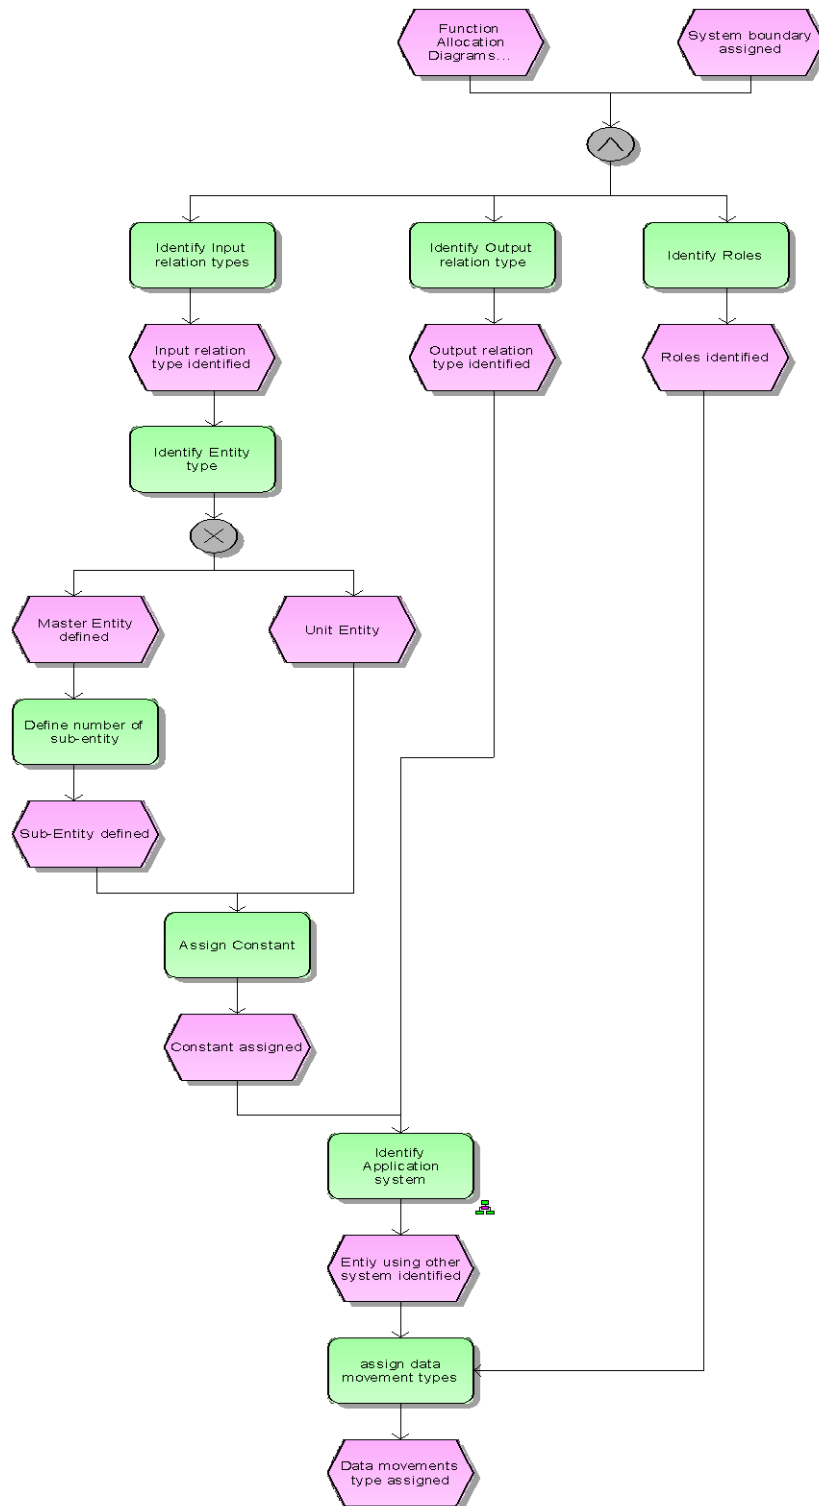 Function
Allocation
Diagrams...
System boundary
assigned
Identify Input
relation types
Identify Output
relation type
Identify Roles
Input relation
type identified
Output relation
type identified
Roles identified
Identify Entity
type
Master Entity
defined
Unit Entity
Define number of
sub-entity
Sub-Entity defined
Assign Constant
Constant assigned
Identify
Application
system
Entiy using other
system identified
assign data
movement types
Data movements
type assigned